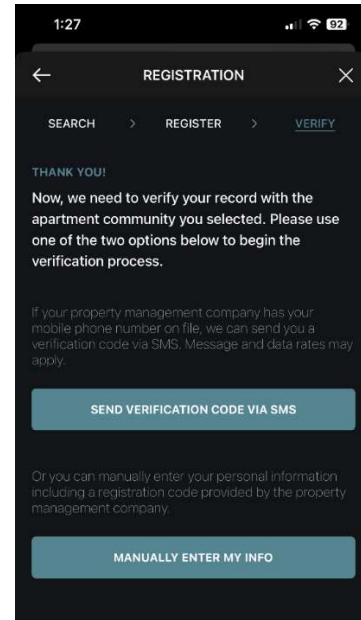 1:27 92
REGISTRATION
SEARCH > REGISTER > VERIFY
THANK YOU!
Now, we need to verify your record with the
apartment community you selected. Please use
one of the two options below to begin the
verification process.
If your property management company has your
mobile phone number on file, we can send you a
verification code via SMS. Message and data rates may
apply.
SEND VERIFICATION CODE VIA SMS
Or you can manually enter your personal information
including a registration code provided by the property
management company.
MANUALLY ENTER MY INFO